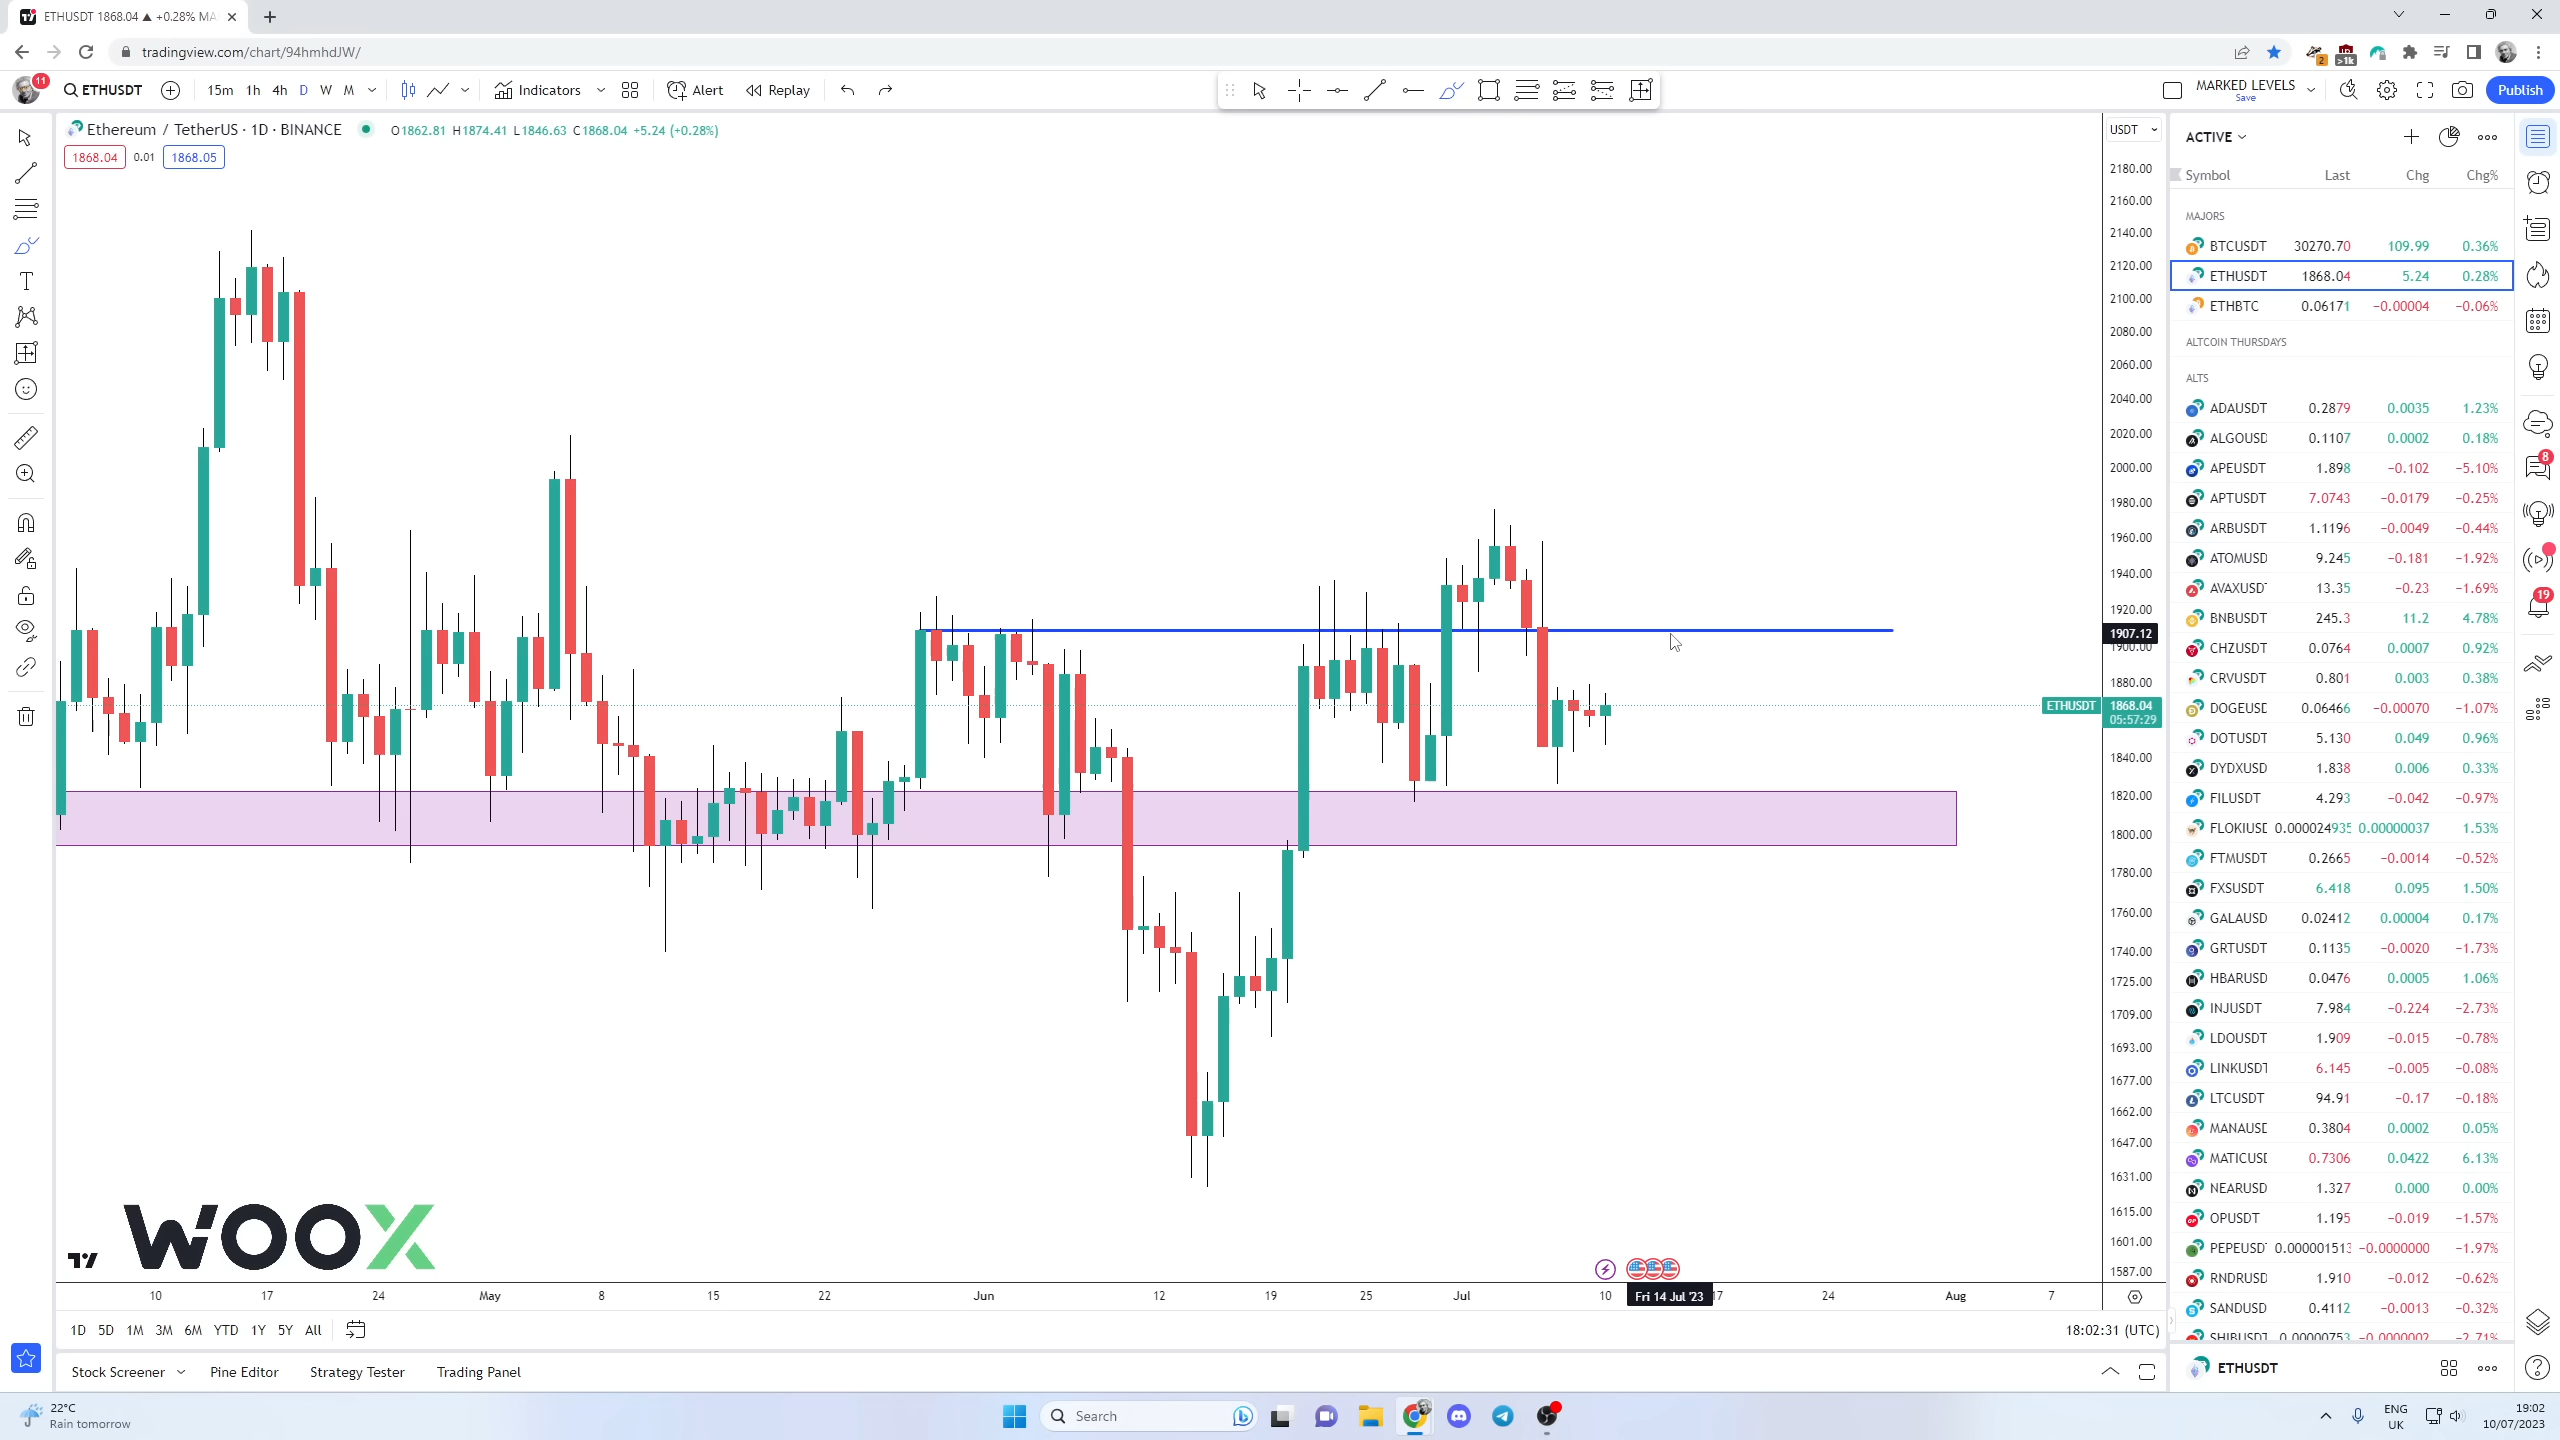 ETHUSDT 1868.04 ▲ +0.28% MA
tradingview.com/chart/94hmhdJW/
2 >1k
11 ETHUSDT 15m 1h 4h D W M Indicators Alert Replay MARKED LEVELS Save Publish
Ethereum / TetherUS · 1D · BINANCE O1862.81 H1874.41 L1846.63 C1868.04 +5.24 (+0.28%)
1868.04 0.01 1868.05
USDT
2180.00
2160.00
2140.00
2120.00
2100.00
2080.00
2060.00
2040.00
2020.00
2000.00
1980.00
1960.00
1940.00
1920.00
1907.12
1900.00
1880.00
ETHUSDT 1868.04
05:57:29
1840.00
1820.00
1800.00
1780.00
1760.00
1740.00
1725.00
1709.00
1693.00
1677.00
1662.00
1647.00
1631.00
1615.00
1601.00
1587.00
WOOX
10 17 24 May 8 15 22 Jun 12 19 25 Jul 10 Fri 14 Jul '23 17 24 Aug 7
1D 5D 1M 3M 6M YTD 1Y 5Y All
18:02:31 (UTC)
Stock Screener Pine Editor Strategy Tester Trading Panel
ACTIVE
Symbol Last Chg Chg%
MAJORS
BTCUSDT 30270.70 109.99 0.36%
ETHUSDT 1868.04 5.24 0.28%
ETHBTC 0.06171 −0.00004 −0.06%
ALTCOIN THURSDAYS
ALTS
ADAUSDT 0.2879 0.0035 1.23%
ALGOUSD 0.1107 0.0002 0.18%
APEUSDT 1.898 −0.102 −5.10%
APTUSDT 7.0743 −0.0179 −0.25%
ARBUSDT 1.1196 −0.0049 −0.44%
ATOMUSD 9.245 −0.181 −1.92%
AVAXUSD 13.35 −0.23 −1.69%
BNBUSDT 245.3 11.2 4.78%
CHZUSDT 0.0764 0.0007 0.92%
CRVUSDT 0.801 0.003 0.38%
DOGEUSD 0.06466 −0.00070 −1.07%
DOTUSDT 5.130 0.049 0.96%
DYDXUSD 1.838 0.006 0.33%
FILUSDT 4.293 −0.042 −0.97%
FLOKIUSD 0.000024935 0.00000037 1.53%
FTMUSDT 0.2665 −0.0014 −0.52%
FXSUSDT 6.418 0.095 1.50%
GALAUSD 0.02412 0.00004 0.17%
GRTUSDT 0.1135 −0.0020 −1.73%
HBARUSD 0.0476 0.0005 1.06%
INJUSDT 7.984 −0.224 −2.73%
LDOUSDT 1.909 −0.015 −0.78%
LINKUSDT 6.145 −0.005 −0.08%
LTCUSDT 94.91 −0.17 −0.18%
MANAUSD 0.3804 0.0002 0.05%
MATICUSD 0.7306 0.0422 6.13%
NEARUSD 1.327 0.000 0.00%
OPUSDT 1.195 −0.019 −1.57%
PEPEUSD 0.000001513 −0.0000000 −1.97%
RNDRUSD 1.910 −0.012 −0.62%
SANDUSD 0.4112 −0.0013 −0.32%
SHIBUSDT 0.00000753 −0.0000002 −2.71%
ETHUSDT
8
19
22°C
Rain tomorrow
Search
ENG
UK
19:02
10/07/2023